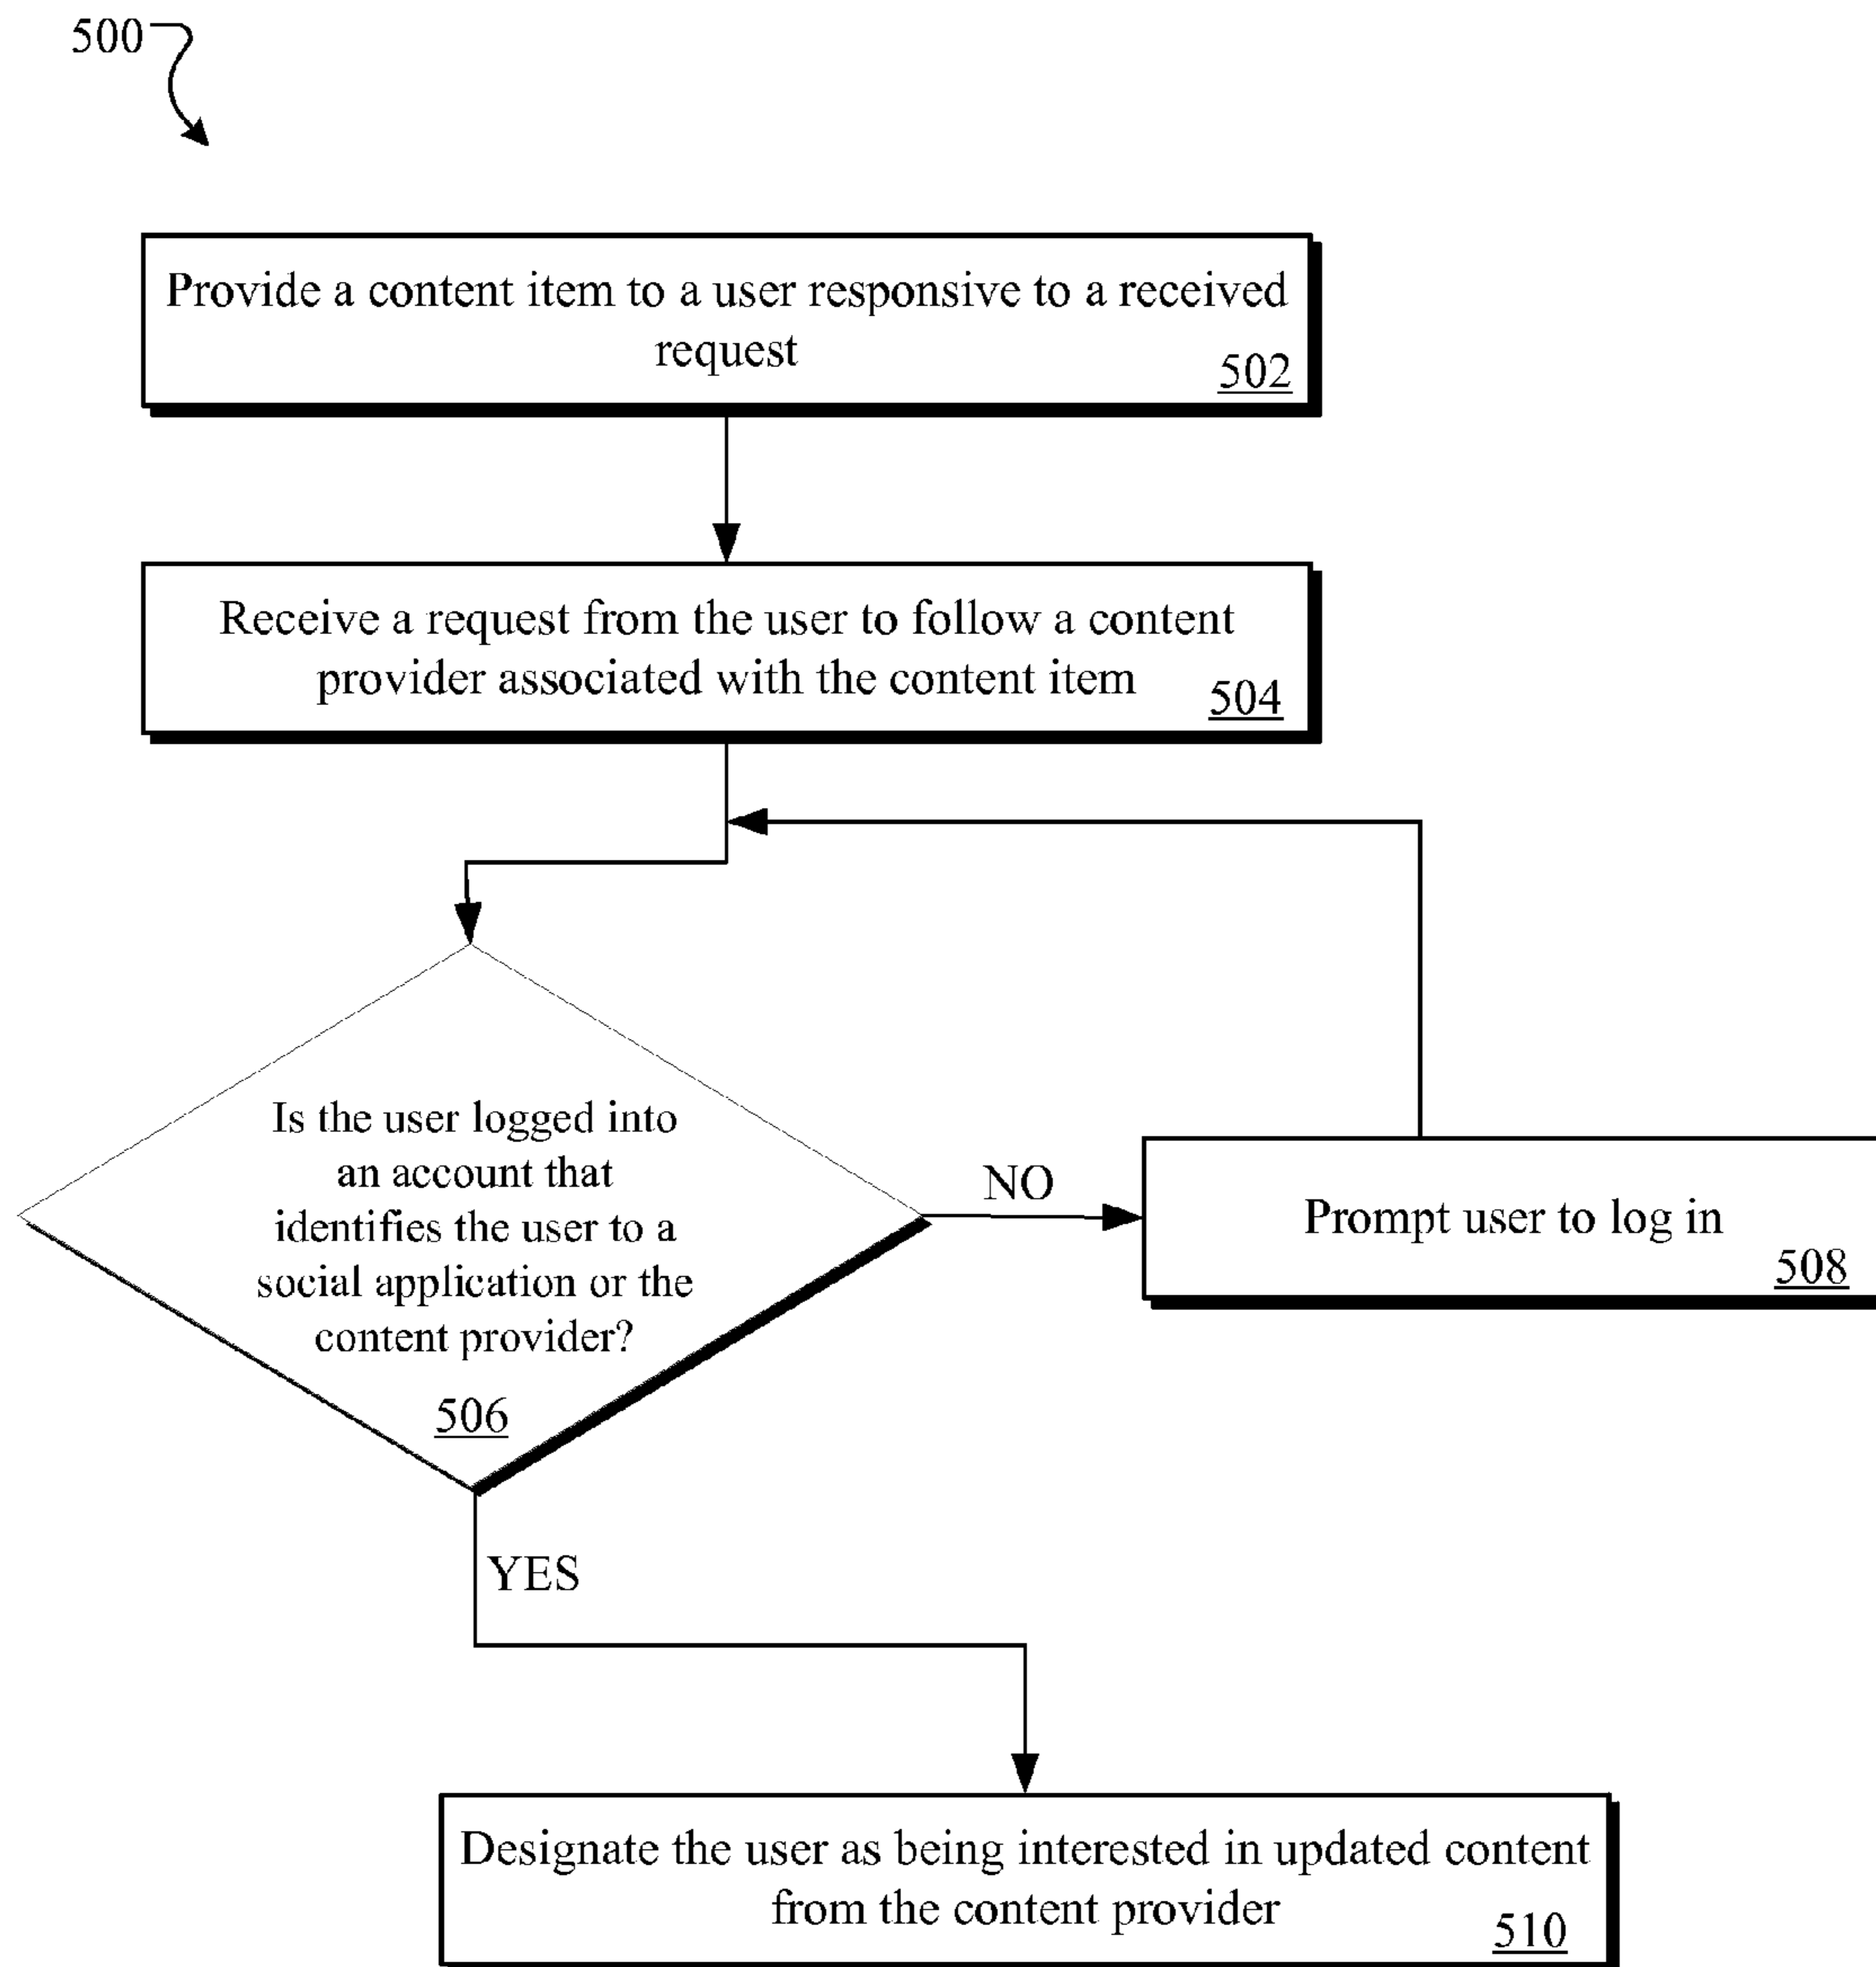 500
Provide a content item to a user responsive to a received
request
502
Receive a request from the user to follow a content
provider associated with the content item
504
Is the user logged into
an account that
identifies the user to a
social application or the
content provider?
506
NO
Prompt user to log in
508
YES
Designate the user as being interested in updated content
from the content provider
510